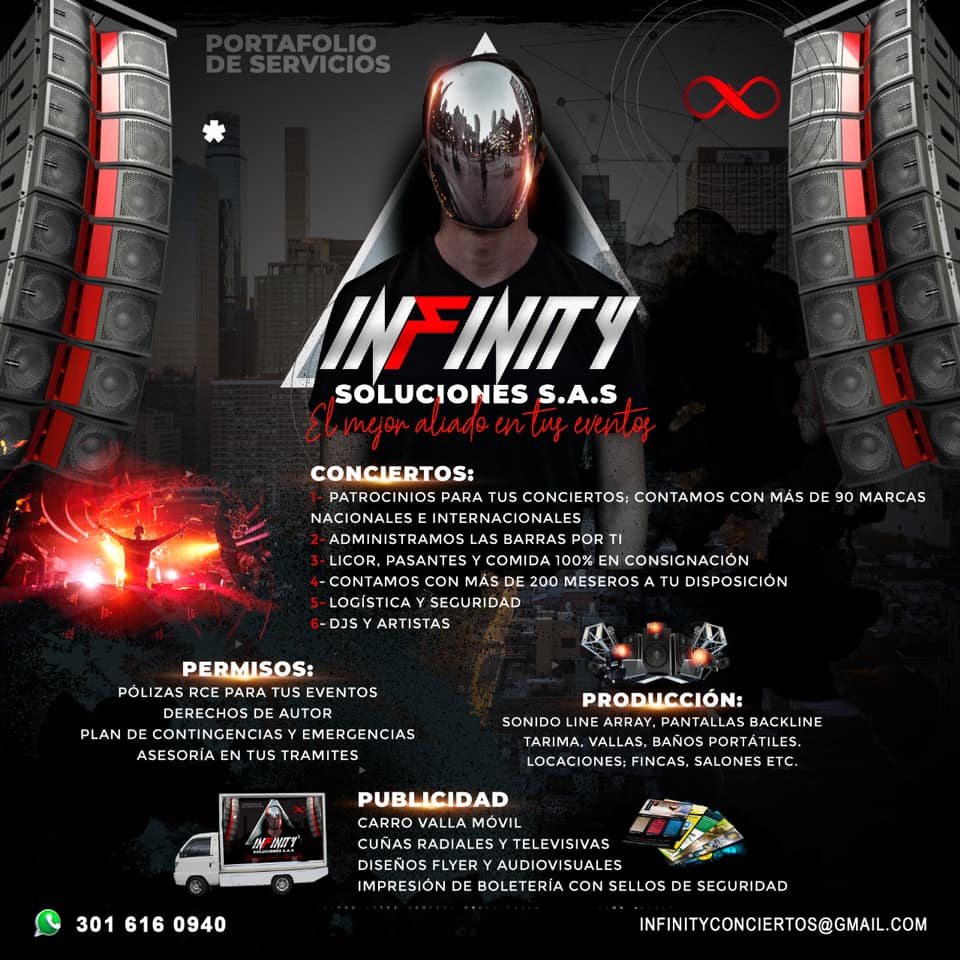 PORTAFOLIO
DE SERVICIOS
*
INFINITY
SOLUCIONES S.A.S
El mejor aliado en tus eventos
CONCIERTOS:
1- PATROCINIOS PARA TUS CONCIERTOS; CONTAMOS CON MÁS DE 90 MARCAS
NACIONALES E INTERNACIONALES
2- ADMINISTRAMOS LAS BARRAS POR TI
3- LICOR, PASANTES Y COMIDA 100% EN CONSIGNACIÓN
4- CONTAMOS CON MÁS DE 200 MESEROS A TU DISPOSICIÓN
5- LOGÍSTICA Y SEGURIDAD
6- DJS Y ARTISTAS
PERMISOS:
PÓLIZAS RCE PARA TUS EVENTOS
DERECHOS DE AUTOR
PLAN DE CONTINGENCIAS Y EMERGENCIAS
ASESORÍA EN TUS TRAMITES
PRODUCCIÓN:
SONIDO LINE ARRAY, PANTALLAS BACKLINE
TARIMA, VALLAS, BAÑOS PORTÁTILES.
LOCACIONES; FINCAS, SALONES ETC.
INFINITY
SOLUCIONES S.A.S
PUBLICIDAD
CARRO VALLA MÓVIL
CUÑAS RADIALES Y TELEVISIVAS
DISEÑOS FLYER Y AUDIOVISUALES
IMPRESIÓN DE BOLETERÍA CON SELLOS DE SEGURIDAD
301 616 0940
INFINITYCONCIERTOS@GMAIL.COM